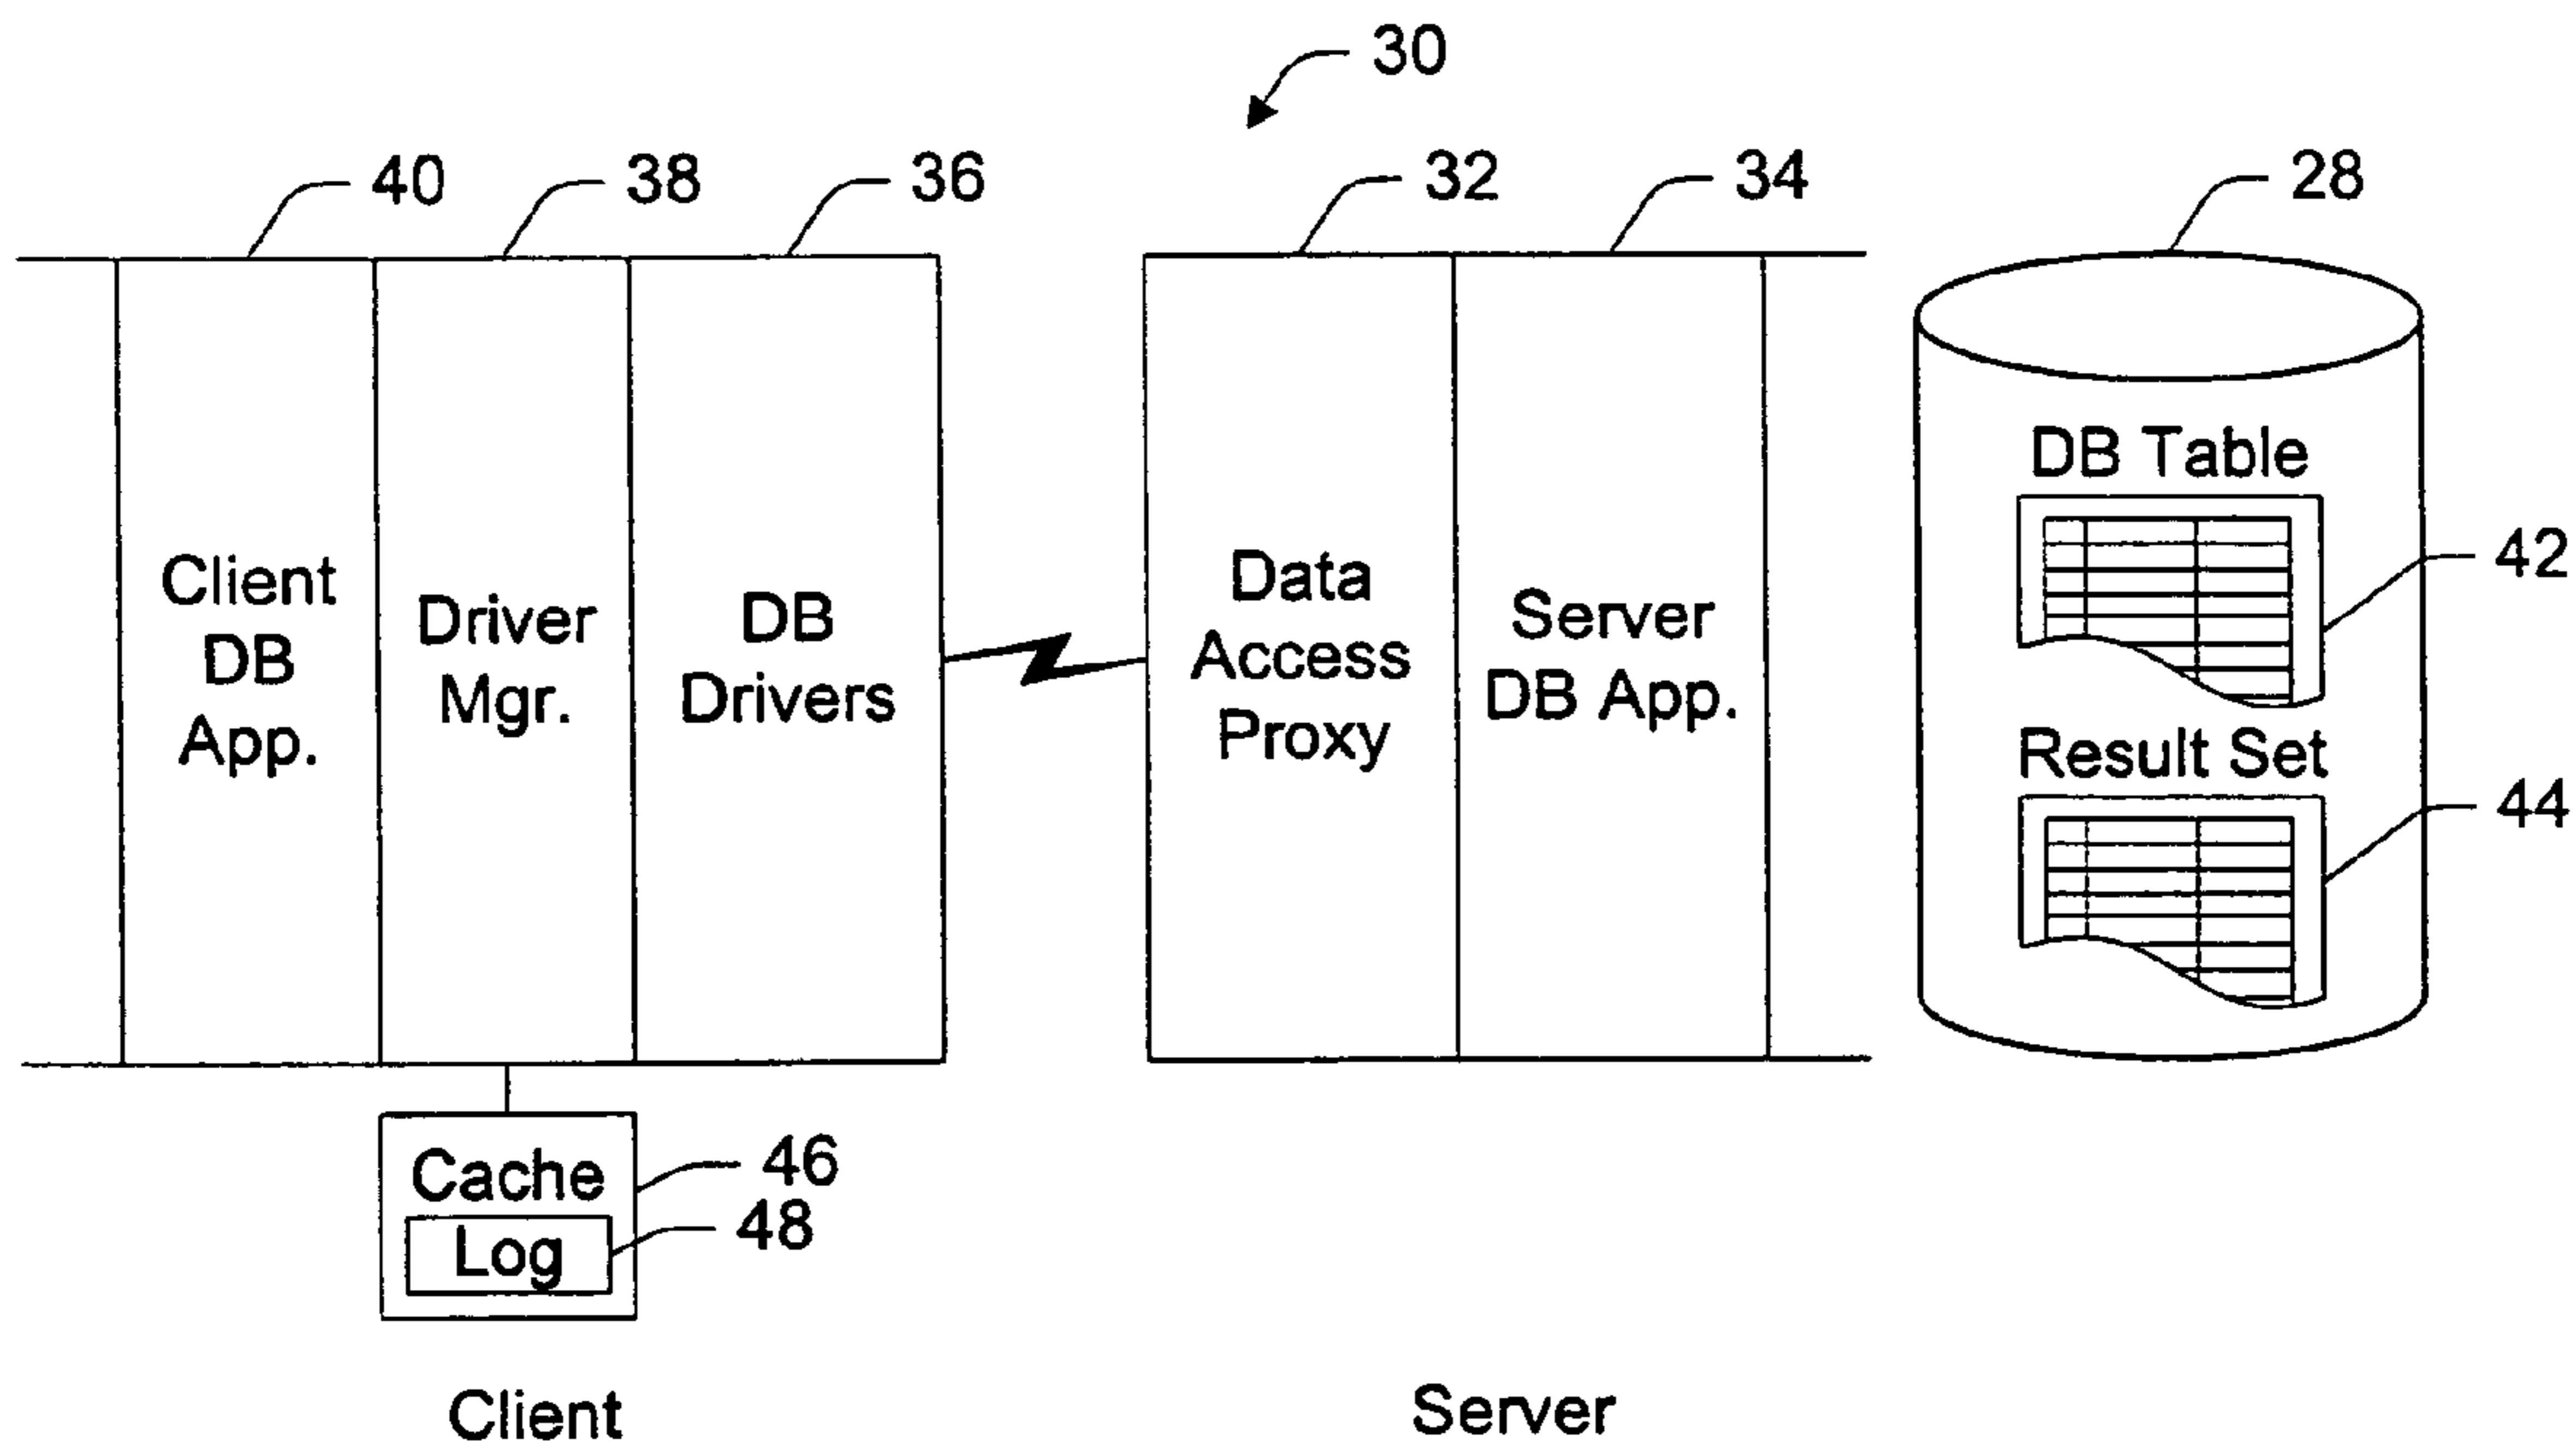 30
40
38
36
32
34
28
Client
DB
App.
Driver
Mgr.
DB
Drivers
Data
Access
Proxy
Server
DB App.
DB Table
42
Result Set
44
Cache
46
Log
48
Client
Server